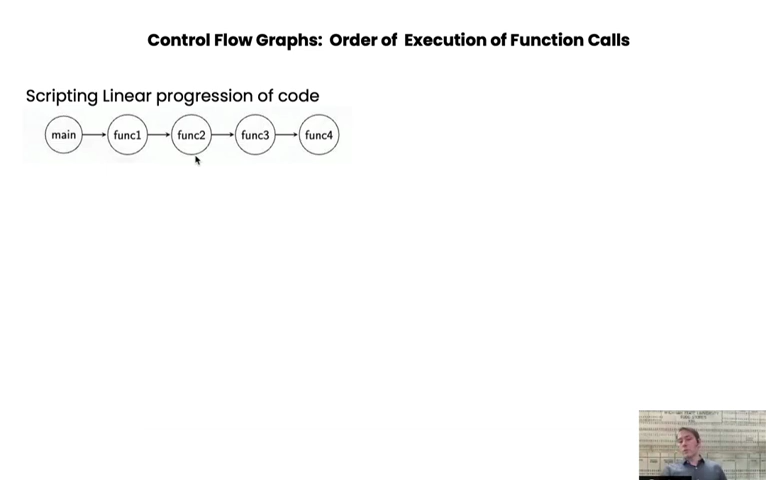 Control Flow Graphs: Order of Execution of Function Calls
Scripting Linear progression of code
main func1 func2 func3 func4